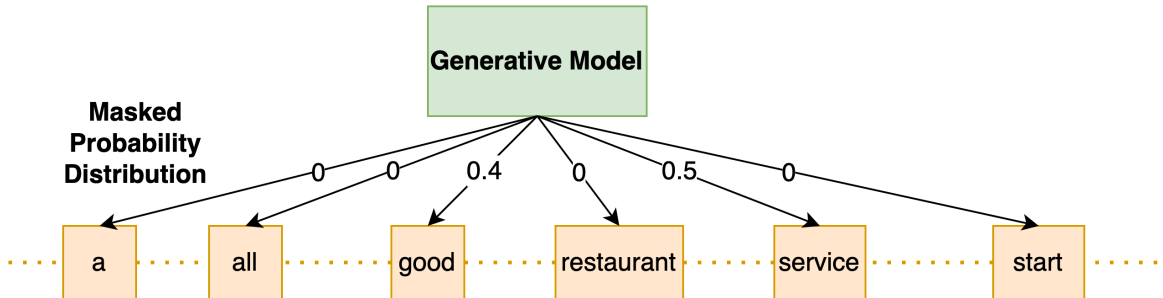 Generative Model
Masked
Probability
Distribution
0
0
0.4
0
0.5
0
a
all
good
restaurant
service
start